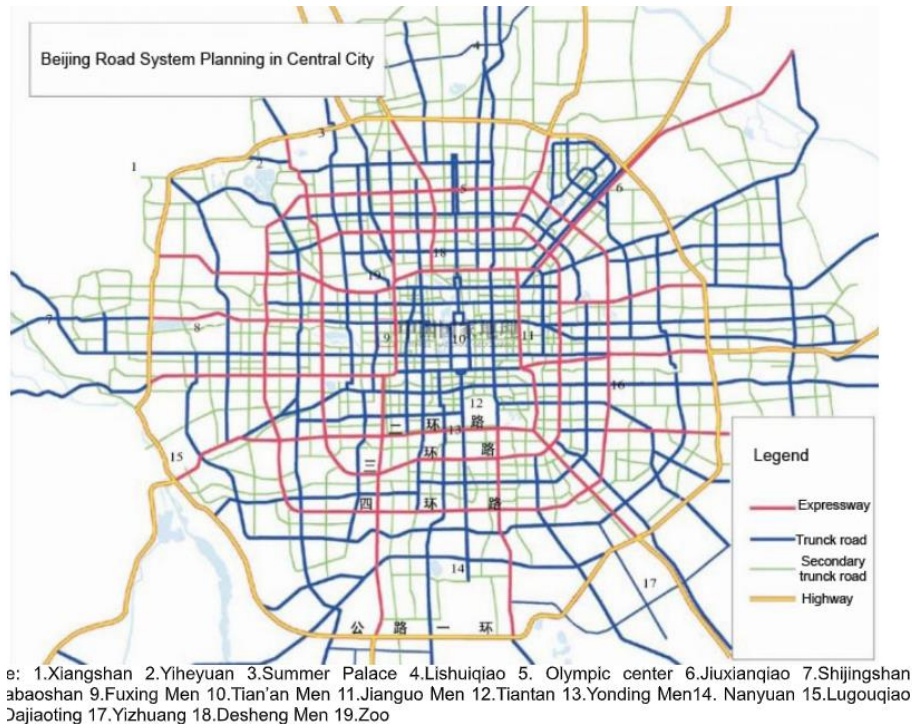 Beijing Road System Planning in Central City
4
3
1
2
5
6
18
19
7
8
9
10
11
16
12
二 环 路
13
三 环 路
15
四 环 路
14
17
公 路 一 环
Legend
Expressway
Trunck road
Secondary
trunck road
Highway
e: 1.Xiangshan 2.Yiheyuan 3.Summer Palace 4.Lishuiqiao 5. Olympic center 6.Jiuxianqiao 7.Shijingshan
abaoshan 9.Fuxing Men 10.Tian'an Men 11.Jianguo Men 12.Tiantan 13.Yonding Men14. Nanyuan 15.Lugouqiao
Dajiaoting 17.Yizhuang 18.Desheng Men 19.Zoo